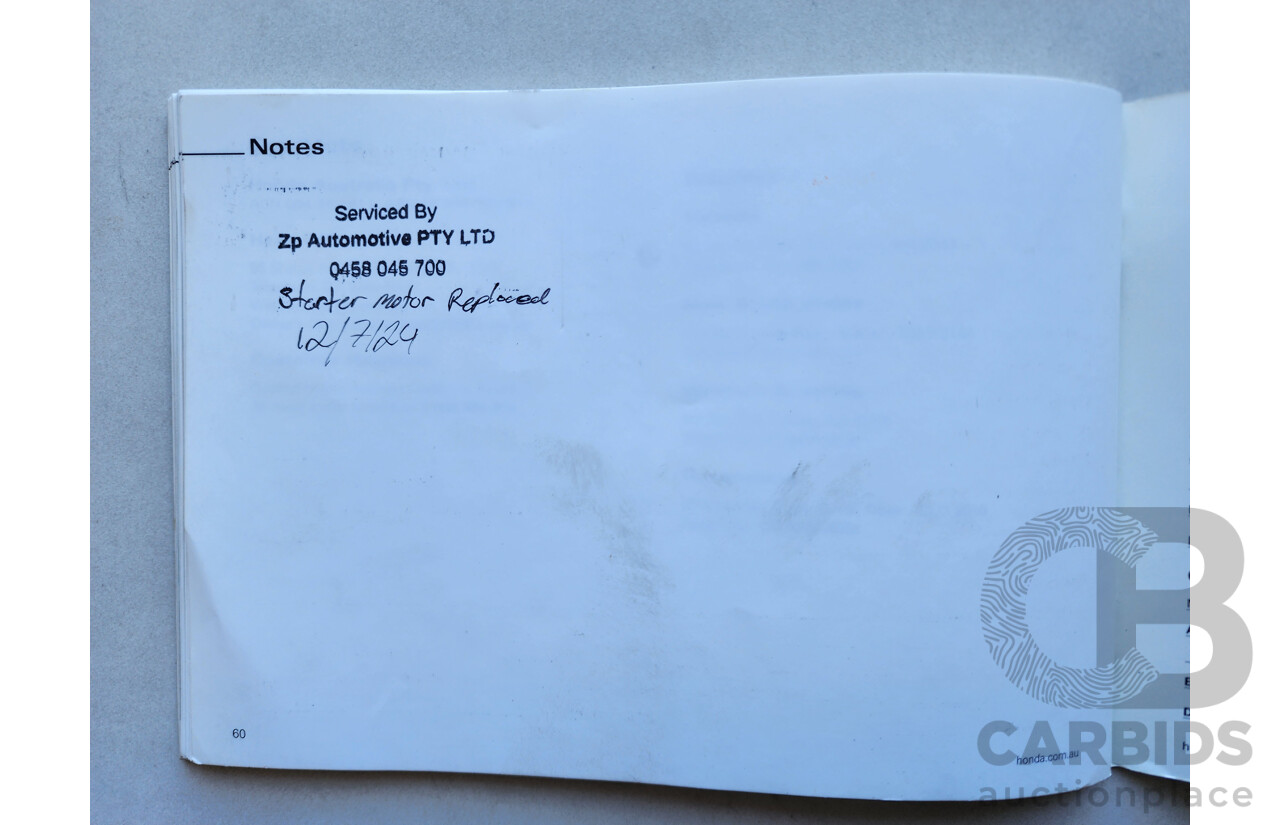 Notes
Serviced By
Zp Automotive PTY LTD
0458 045 700
Starter motor Replaced
12/7/24
60
honda.com.au
CB
CARBIDS
auctionplace